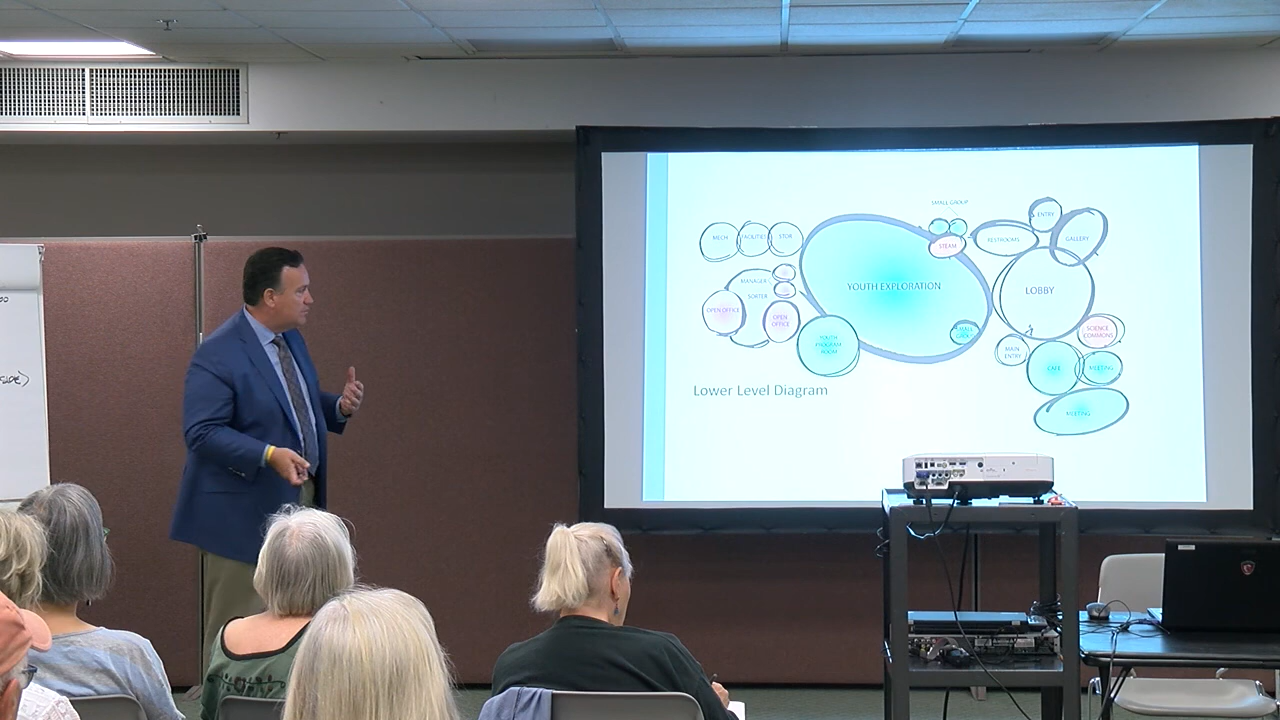 SMALL GROUP
ENTRY
MECH
FACILITIES
STOR
RESTROOMS
GALLERY
STEAM
MANAGER
YOUTH EXPLORATION
LOBBY
SORTER
OPEN OFFICE
OPEN
OFFICE
SCIENCE
COMMONS
YOUTH
PROGRAM
ROOM
MAIN
ENTRY
CAFE
MEETING
Lower Level Diagram
MEETING